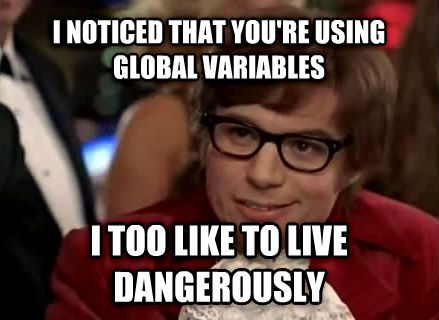 I NOTICED THAT YOU'RE USING
GLOBAL VARIABLES
I TOO LIKE TO LIVE
DANGEROUSLY